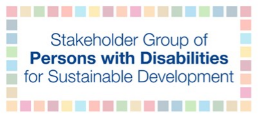 Stakeholder Group of
Persons with Disabilities
for Sustainable Development